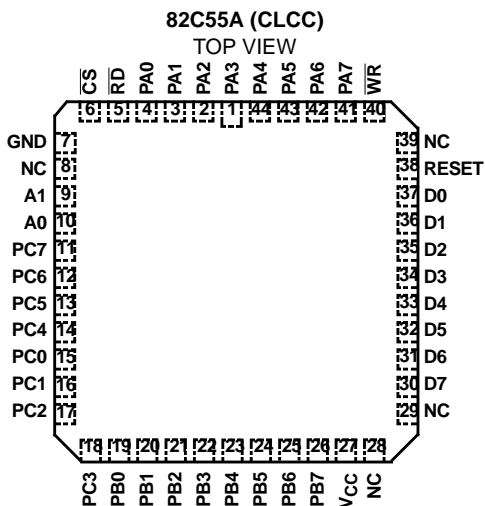 82C55A (CLCC)
TOP VIEW
CS RD PA0 PA1 PA2 PA3 PA4 PA5 PA6 PA7 WR
6 5 4 3 2 1 44 43 42 41 40
GND 7 39 NC
NC 8 38 RESET
A1 9 37 D0
A0 10 36 D1
PC7 11 35 D2
PC6 12 34 D3
PC5 13 33 D4
PC4 14 32 D5
PC0 15 31 D6
PC1 16 30 D7
PC2 17 29 NC
18 19 20 21 22 23 24 25 26 27 28
PC3 PB0 PB1 PB2 PB3 PB4 PB5 PB6 PB7 VCC NC